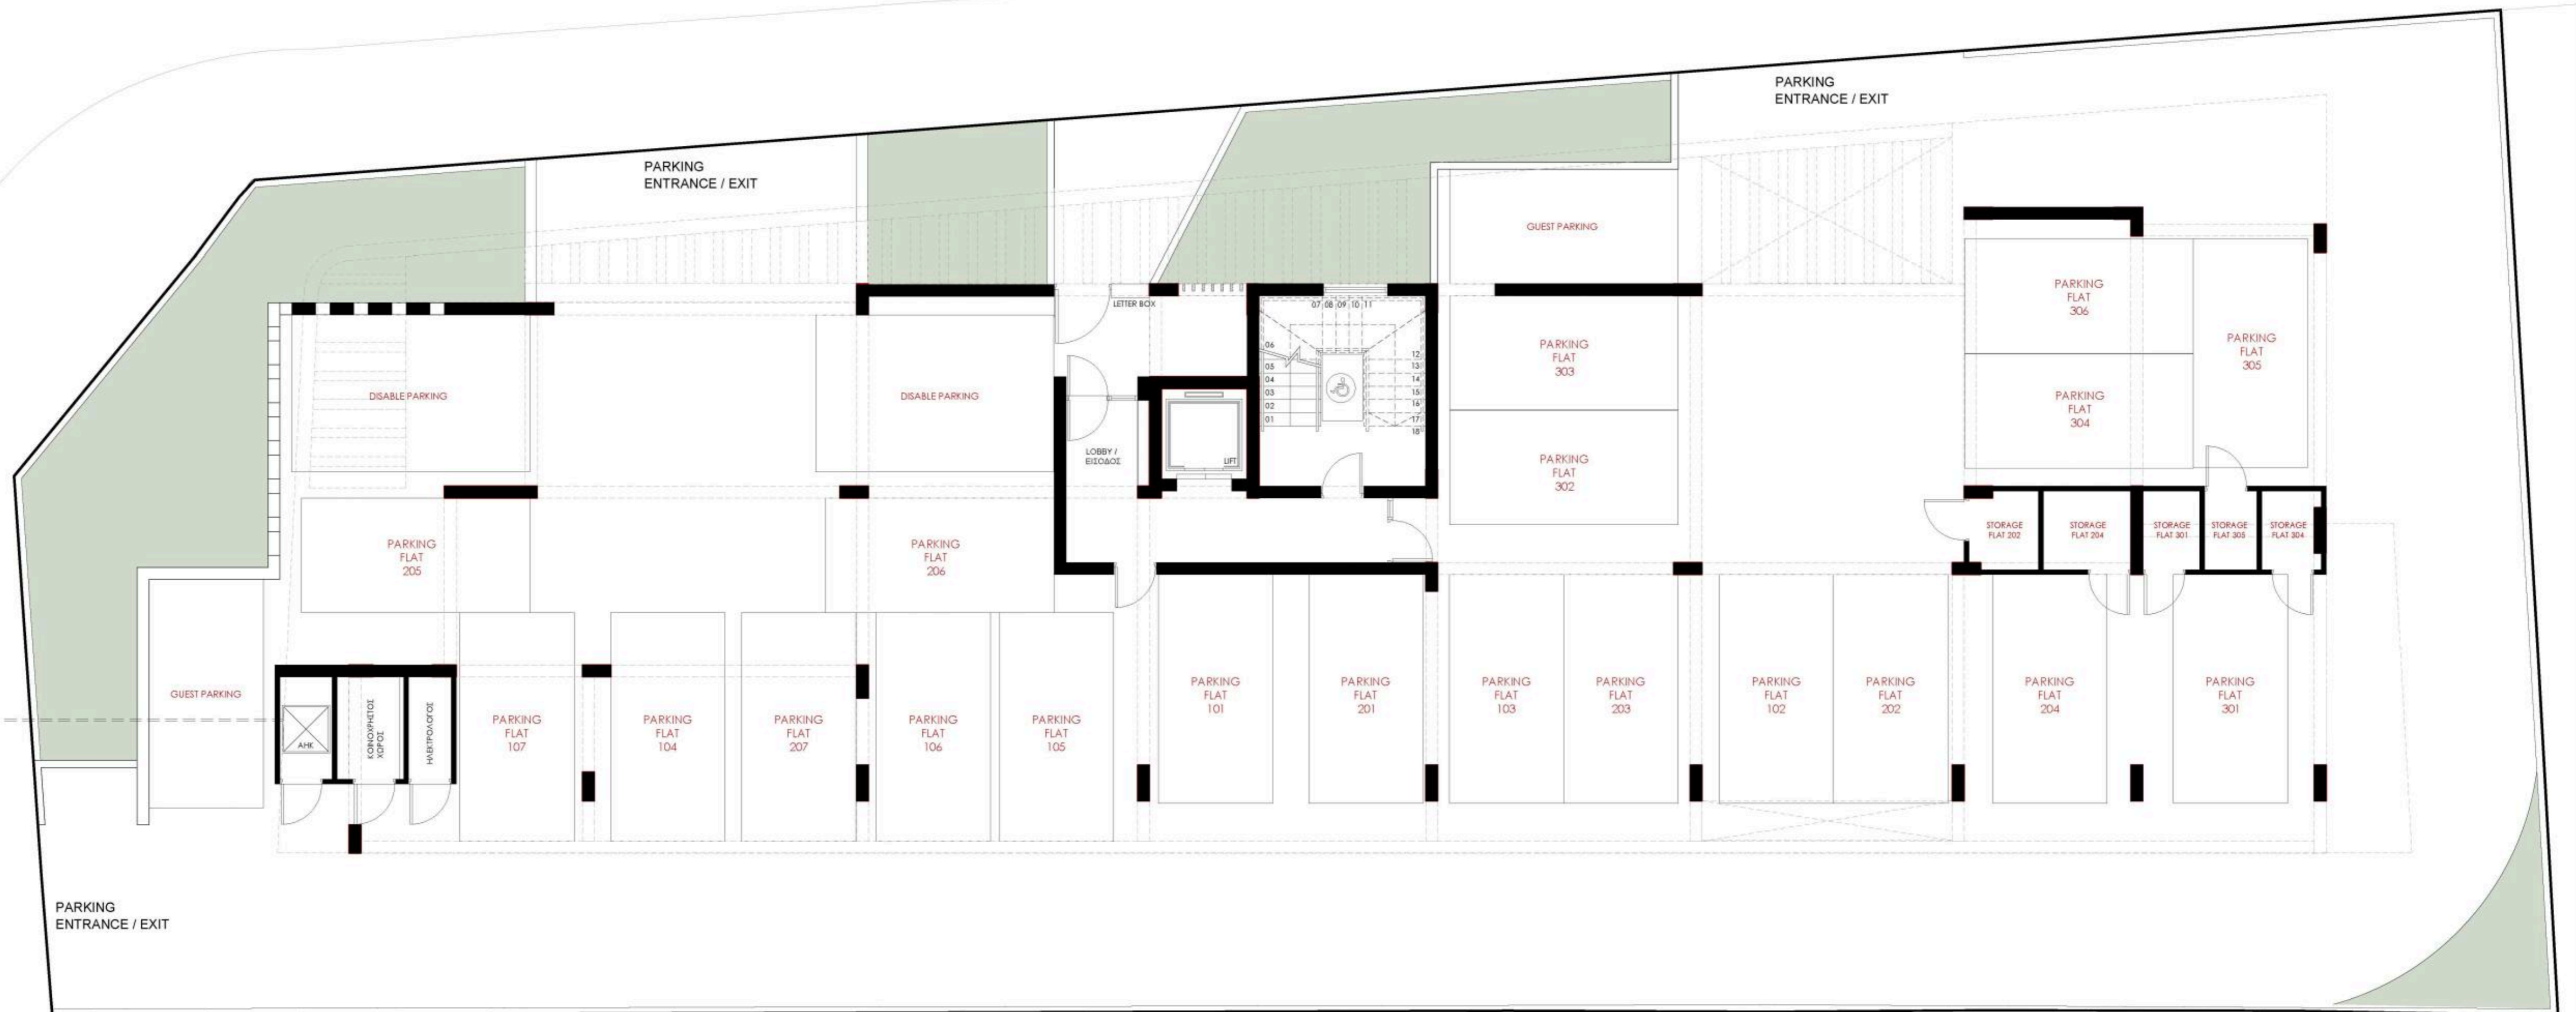 PARKING
ENTRANCE / EXIT
PARKING
ENTRANCE / EXIT
GUEST PARKING
LETTER BOX
07 08 09 10 11
06
05
04
03
02
01
12
13
14
15
16
17
18
PARKING
FLAT
306
PARKING
FLAT
305
PARKING
FLAT
303
DISABLE PARKING
DISABLE PARKING
PARKING
FLAT
304
LOBBY /
ΕΙΣΟΔΟΣ
LIFT
PARKING
FLAT
302
STORAGE
FLAT 202
STORAGE
FLAT 204
STORAGE
FLAT 301
STORAGE
FLAT 305
STORAGE
FLAT 304
PARKING
FLAT
205
PARKING
FLAT
206
GUEST PARKING
AHK
ΚΟΙΝΟΧΡΗΣΤΟΣ
ΧΩΡΟΣ
ΗΛΕΚΤΡΟΛΟΓΟΣ
PARKING
FLAT
107
PARKING
FLAT
104
PARKING
FLAT
207
PARKING
FLAT
106
PARKING
FLAT
105
PARKING
FLAT
101
PARKING
FLAT
201
PARKING
FLAT
103
PARKING
FLAT
203
PARKING
FLAT
102
PARKING
FLAT
202
PARKING
FLAT
204
PARKING
FLAT
301
PARKING
ENTRANCE / EXIT